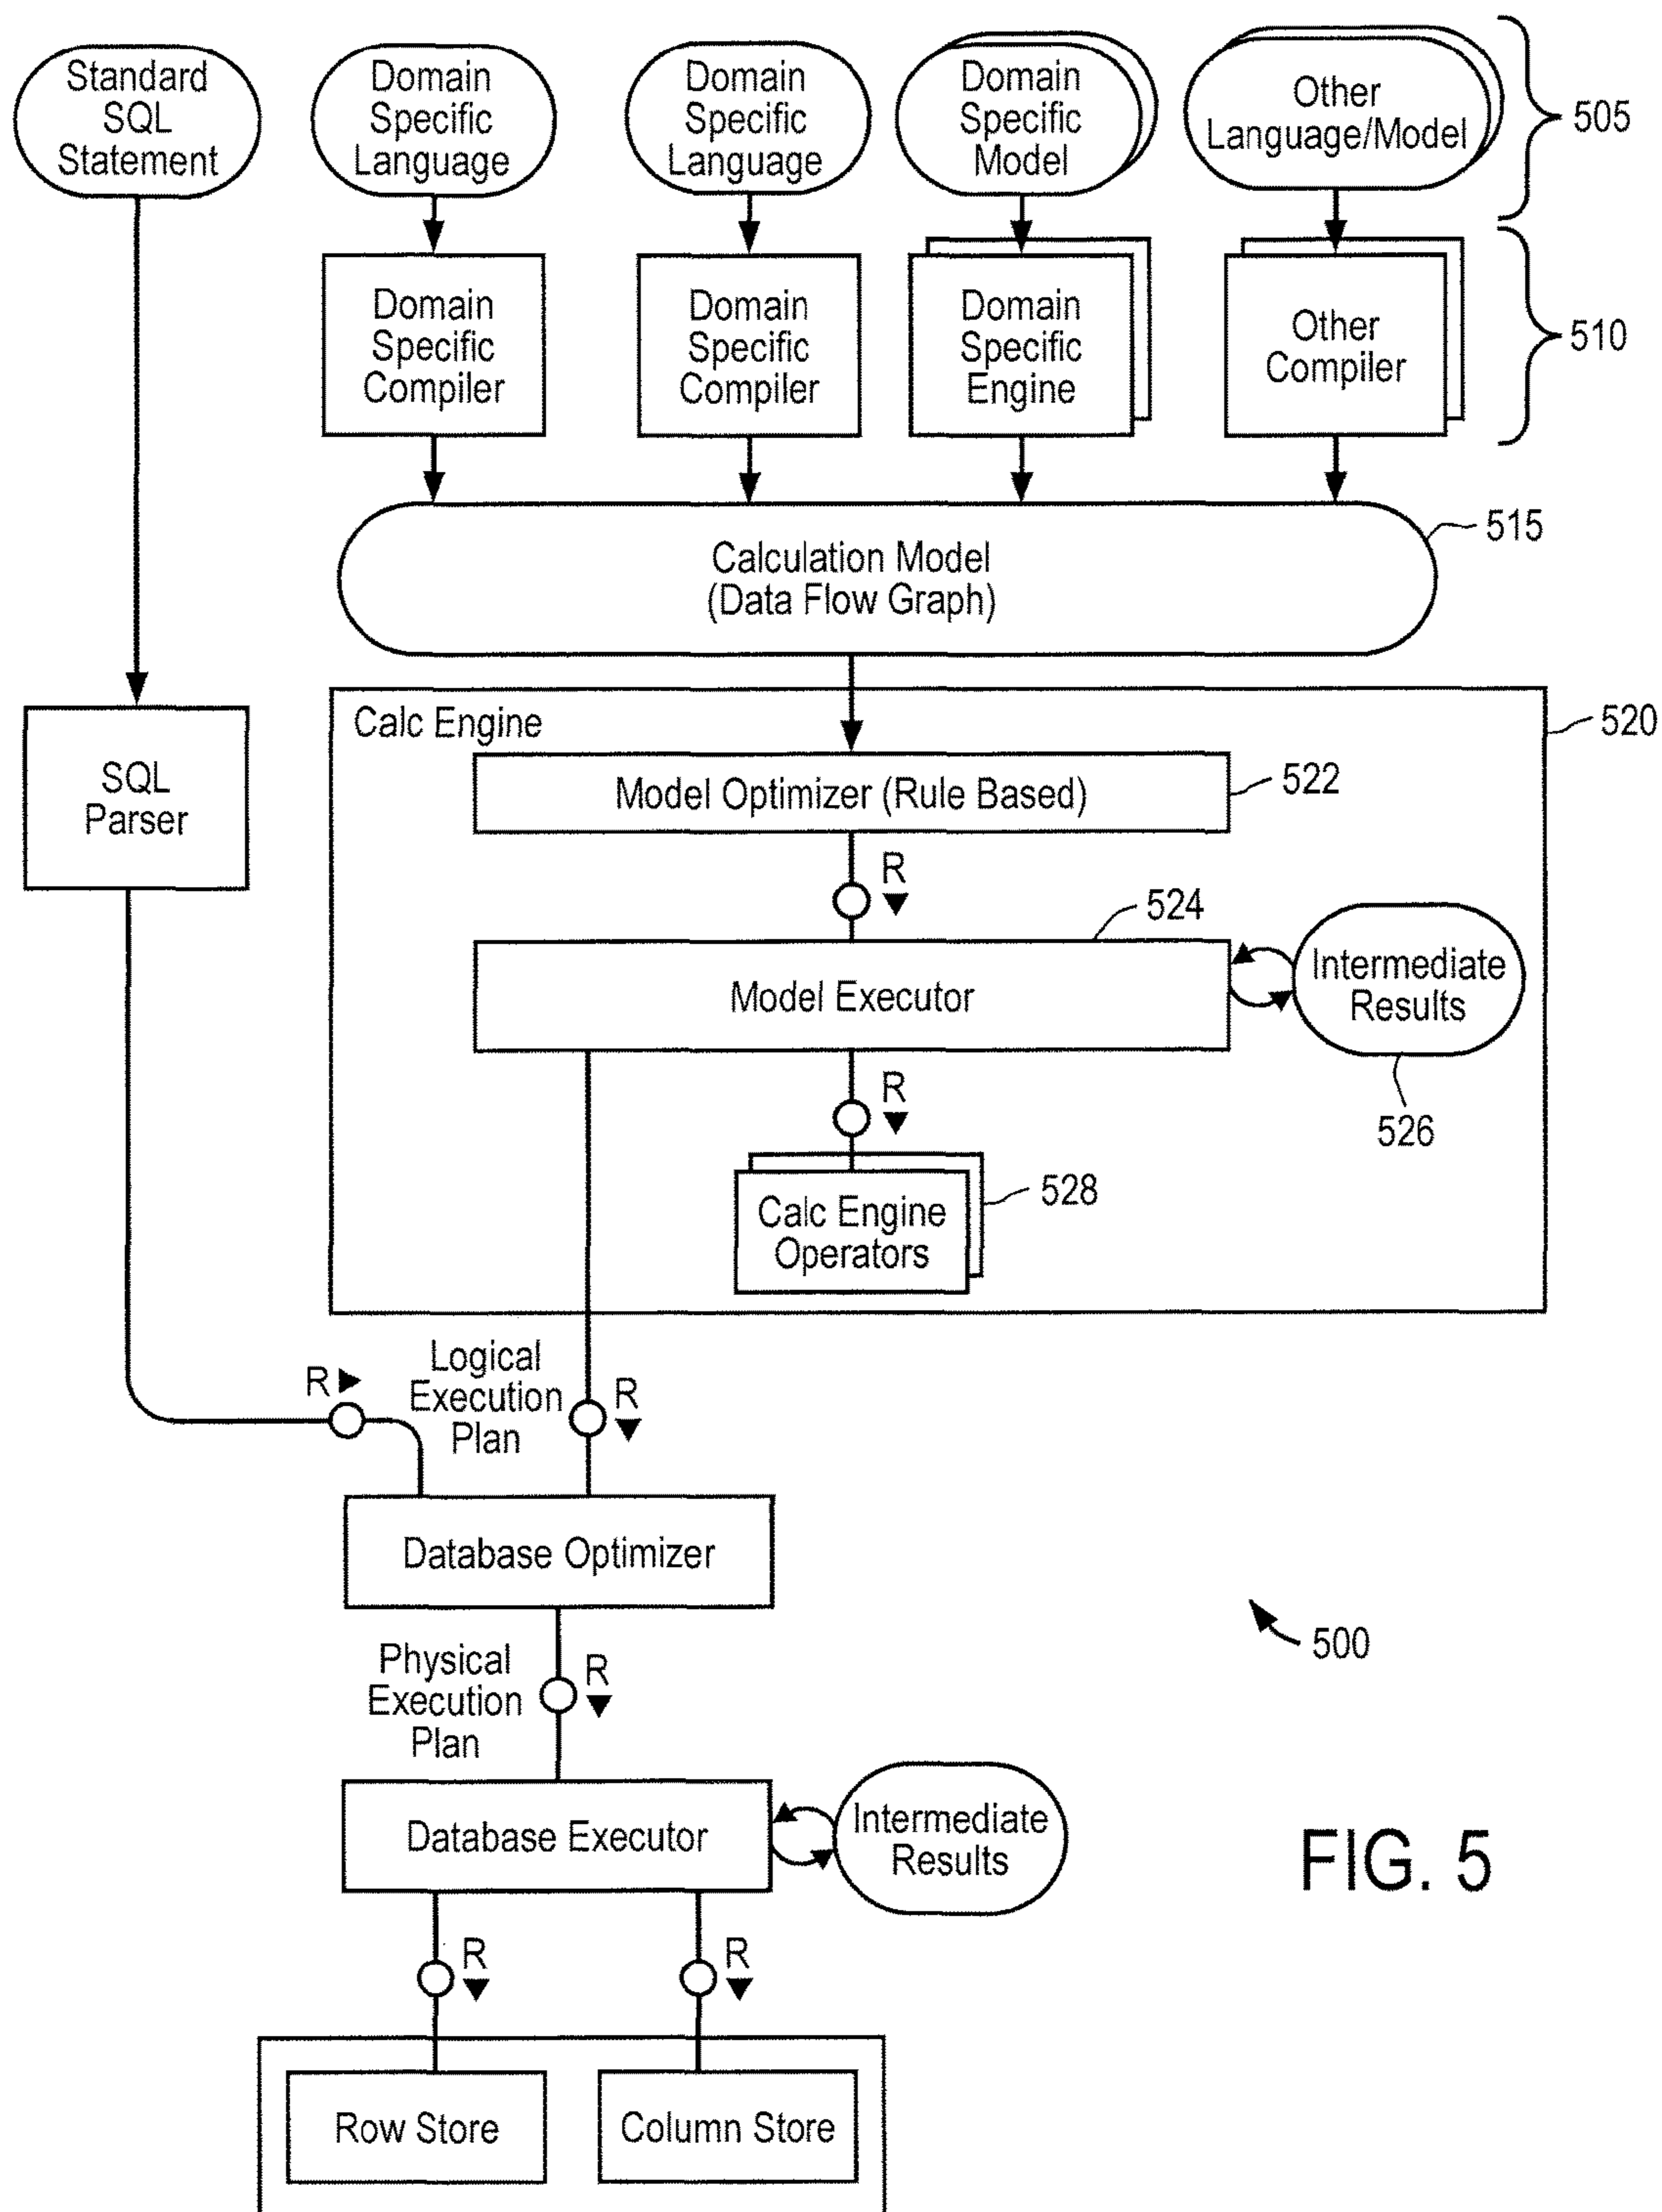 Standard
SQL
Statement
Domain
Specific
Language
Domain
Specific
Language
Domain
Specific
Model
Other
Language/Model
505
Domain
Specific
Compiler
Domain
Specific
Compiler
Domain
Specific
Engine
Other
Compiler
510
Calculation Model
(Data Flow Graph)
515
SQL
Parser
Calc Engine
520
Model Optimizer (Rule Based)
522
R
524
Model Executor
Intermediate
Results
526
R
Calc Engine
Operators
528
R
Logical
Execution
Plan
R
Database Optimizer
500
Physical
Execution
Plan
R
Database Executor
Intermediate
Results
FIG. 5
R
R
Row Store
Column Store